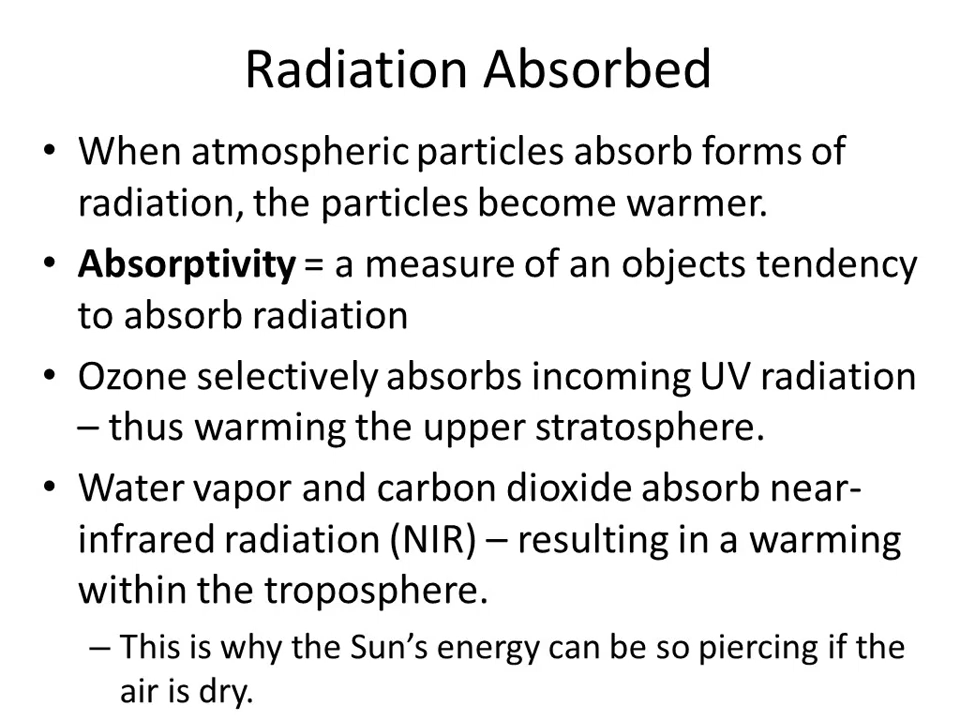 Radiation Absorbed
• When atmospheric particles absorb forms of
radiation, the particles become warmer.
• Absorptivity = a measure of an objects tendency
to absorb radiation
• Ozone selectively absorbs incoming UV radiation
– thus warming the upper stratosphere.
• Water vapor and carbon dioxide absorb near-
infrared radiation (NIR) – resulting in a warming
within the troposphere.
– This is why the Sun’s energy can be so piercing if the
air is dry.